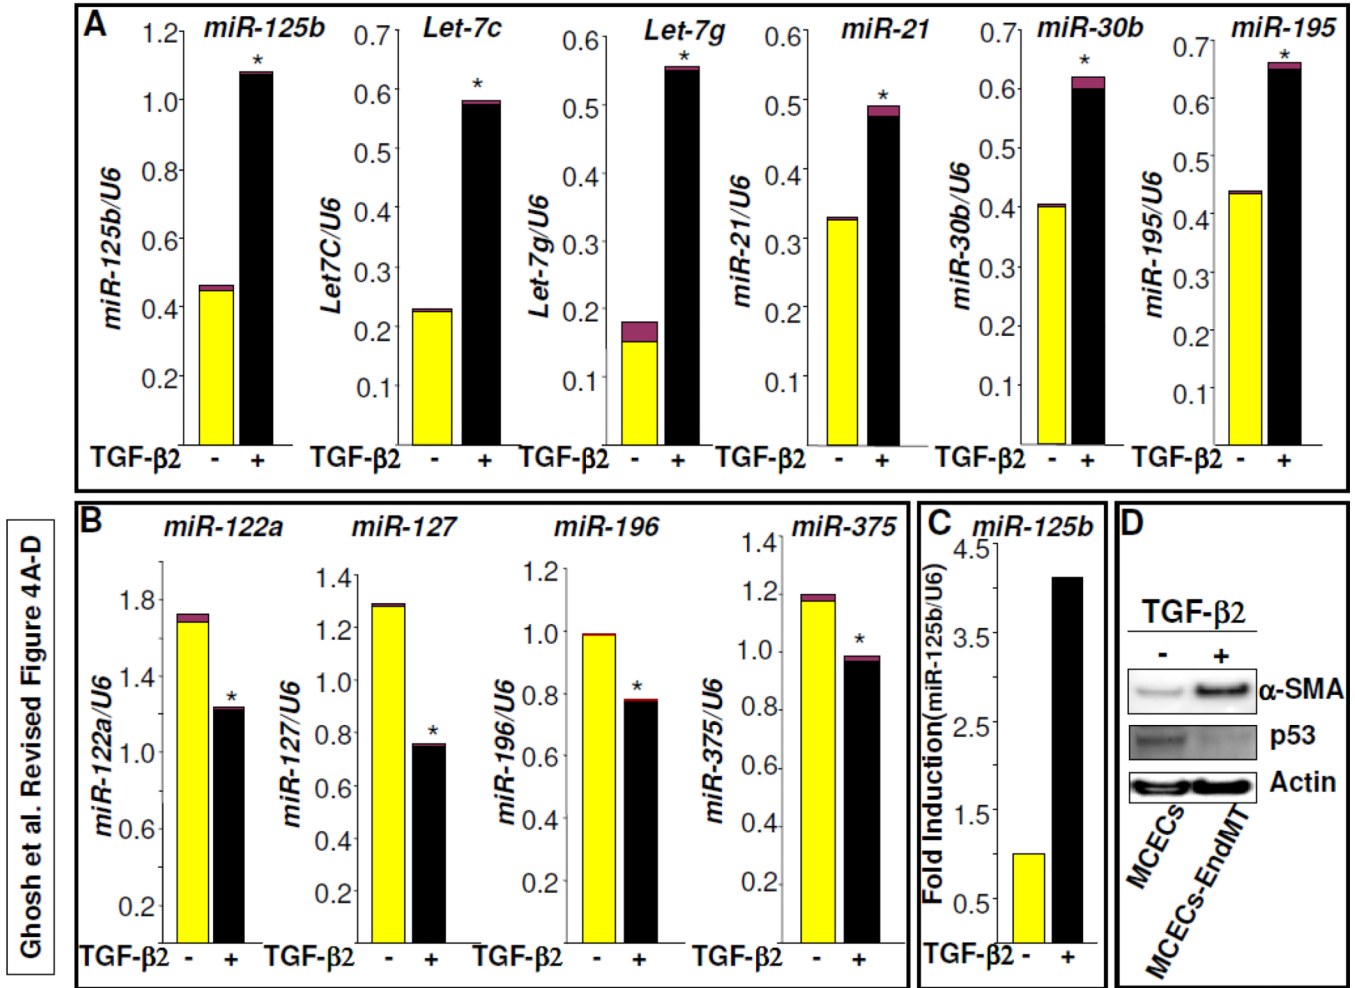 Ghosh et al. Revised Figure 4A-D
A
miR-125b
1.2
1.0
0.8
0.6
0.4
0.2
miR-125b/U6
*
TGF-β2 - +
Let-7c
0.7
0.6
0.5
0.4
0.3
0.2
0.1
Let7C/U6
*
TGF-β2 - +
Let-7g
0.6
0.5
0.4
0.3
0.2
0.1
Let-7g/U6
*
TGF-β2 - +
miR-21
0.6
0.5
0.4
0.3
0.2
0.1
miR-21/U6
*
TGF-β2 - +
miR-30b
0.7
0.6
0.5
0.4
0.3
0.2
0.1
miR-30b/U6
*
TGF-β2 - +
miR-195
0.7
0.6
0.5
0.4
0.3
0.2
0.1
miR-195/U6
*
TGF-β2 - +
B
miR-122a
1.8
1.4
1.0
0.6
0.2
miR-122a/U6
*
TGF-β2 - +
miR-127
1.4
1.2
1.0
0.8
0.6
0.4
0.2
miR-127/U6
*
TGF-β2 - +
miR-196
1.2
1.0
0.8
0.6
0.4
0.2
miR-196/U6
*
TGF-β2 - +
miR-375
1.4
1.2
1.0
0.8
0.6
0.4
0.2
miR-375/U6
*
TGF-β2 - +
C
miR-125b
4.5
3.5
2.5
1.5
0.5
Fold Induction(miR-125b/U6)
TGF-β2 - +
D
TGF-β2
- +
α-SMA
p53
Actin
MCECs
MCECs-EndMT